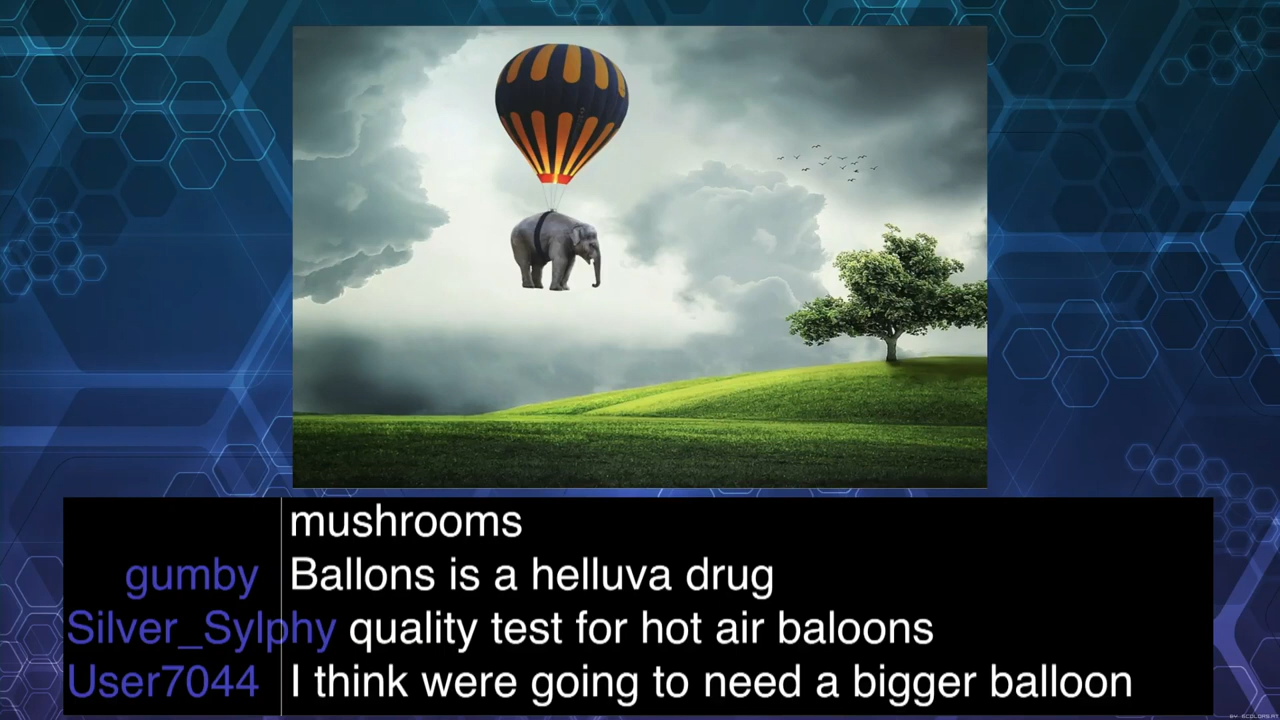 mushrooms
gumby Ballons is a helluva drug
Silver_Sylphy quality test for hot air baloons
User7044 I think were going to need a bigger balloon